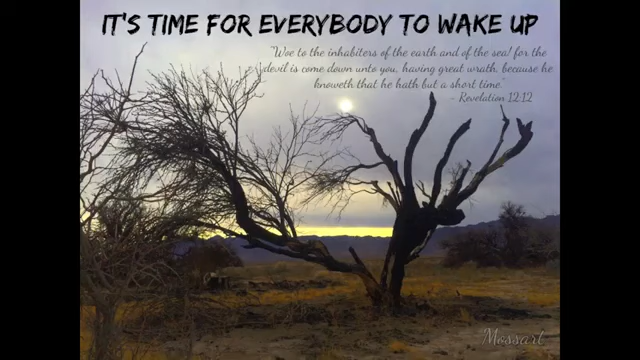 IT'S TIME FOR EVERYBODY TO WAKE UP
"Woe to the inhabiters of the earth and of the sea! for the
devil is come down unto you, having great wrath, because he
knoweth that he hath but a short time."
- Revelation 12:12
Mossart